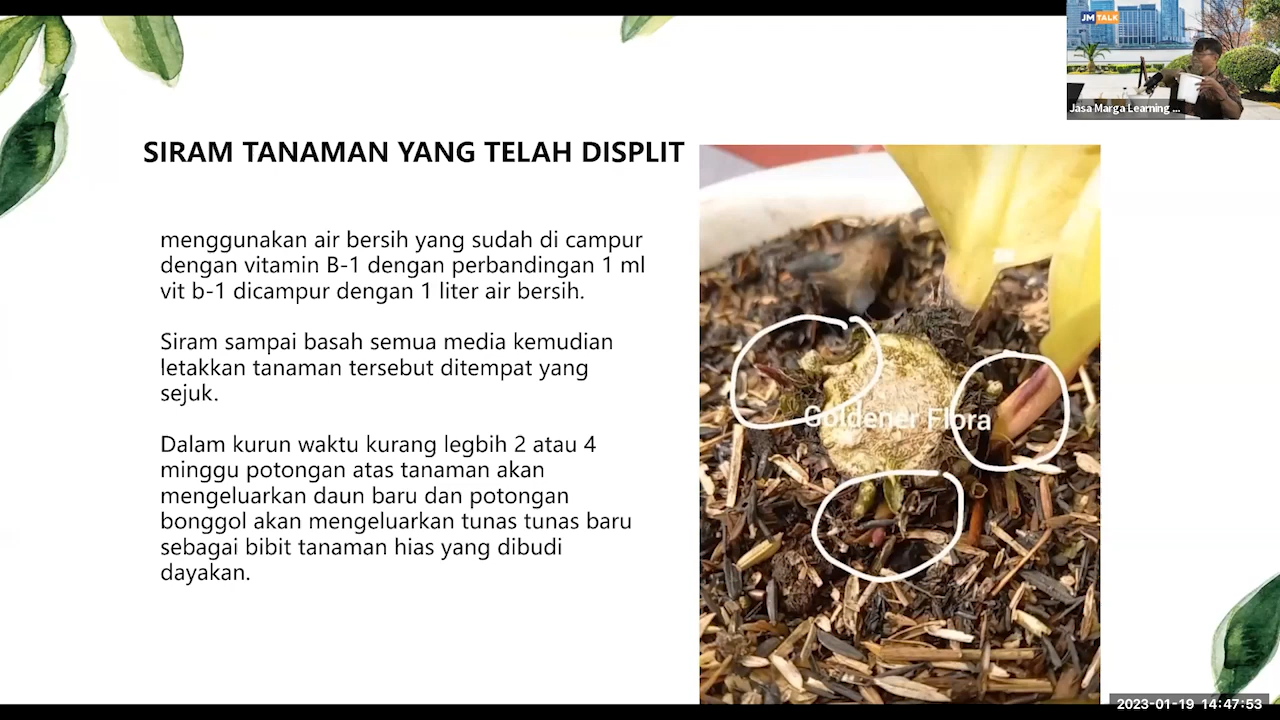 JM TALK
Jasa Marga Learning ...
SIRAM TANAMAN YANG TELAH DISPLIT
menggunakan air bersih yang sudah di campur
dengan vitamin B-1 dengan perbandingan 1 ml
vit b-1 dicampur dengan 1 liter air bersih.
Siram sampai basah semua media kemudian
letakkan tanaman tersebut ditempat yang
sejuk.
Dalam kurun waktu kurang legbih 2 atau 4
minggu potongan atas tanaman akan
mengeluarkan daun baru dan potongan
bonggol akan mengeluarkan tunas tunas baru
sebagai bibit tanaman hias yang dibudi
dayakan.
Goldener Flora
2023-01-19 14:47:53